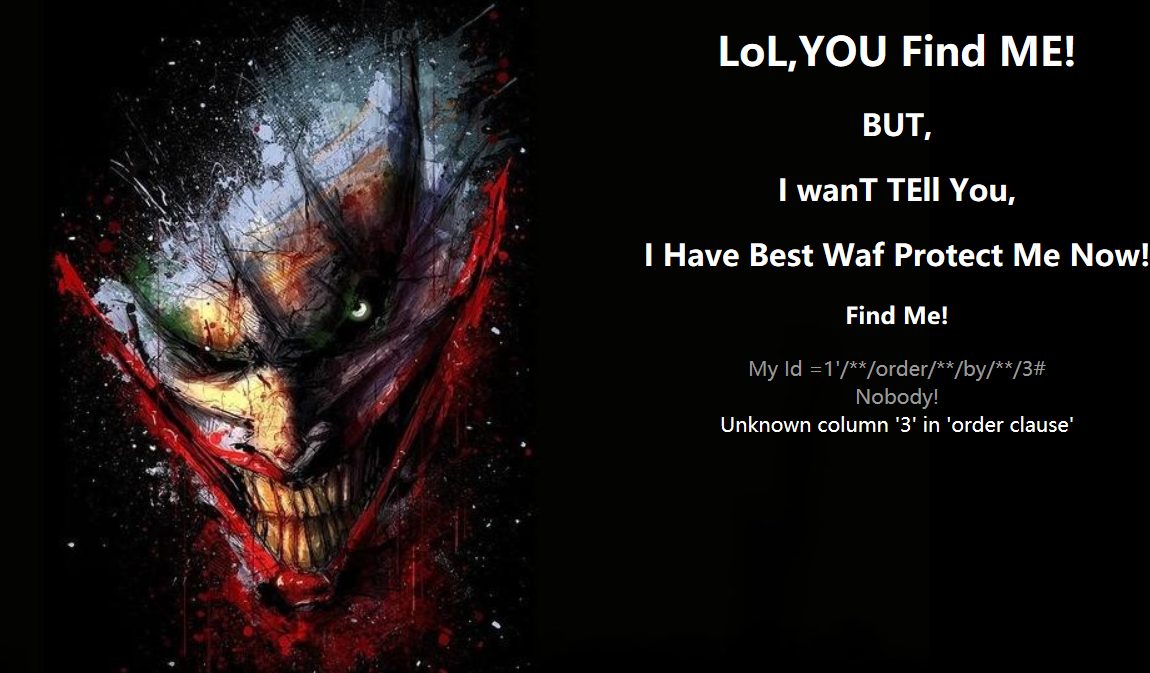 LoL,YOU Find ME!
BUT,
I wanT TEll You,
I Have Best Waf Protect Me Now!
Find Me!
My Id =1'/**/order/**/by/**/3#
Nobody!
Unknown column '3' in 'order clause'